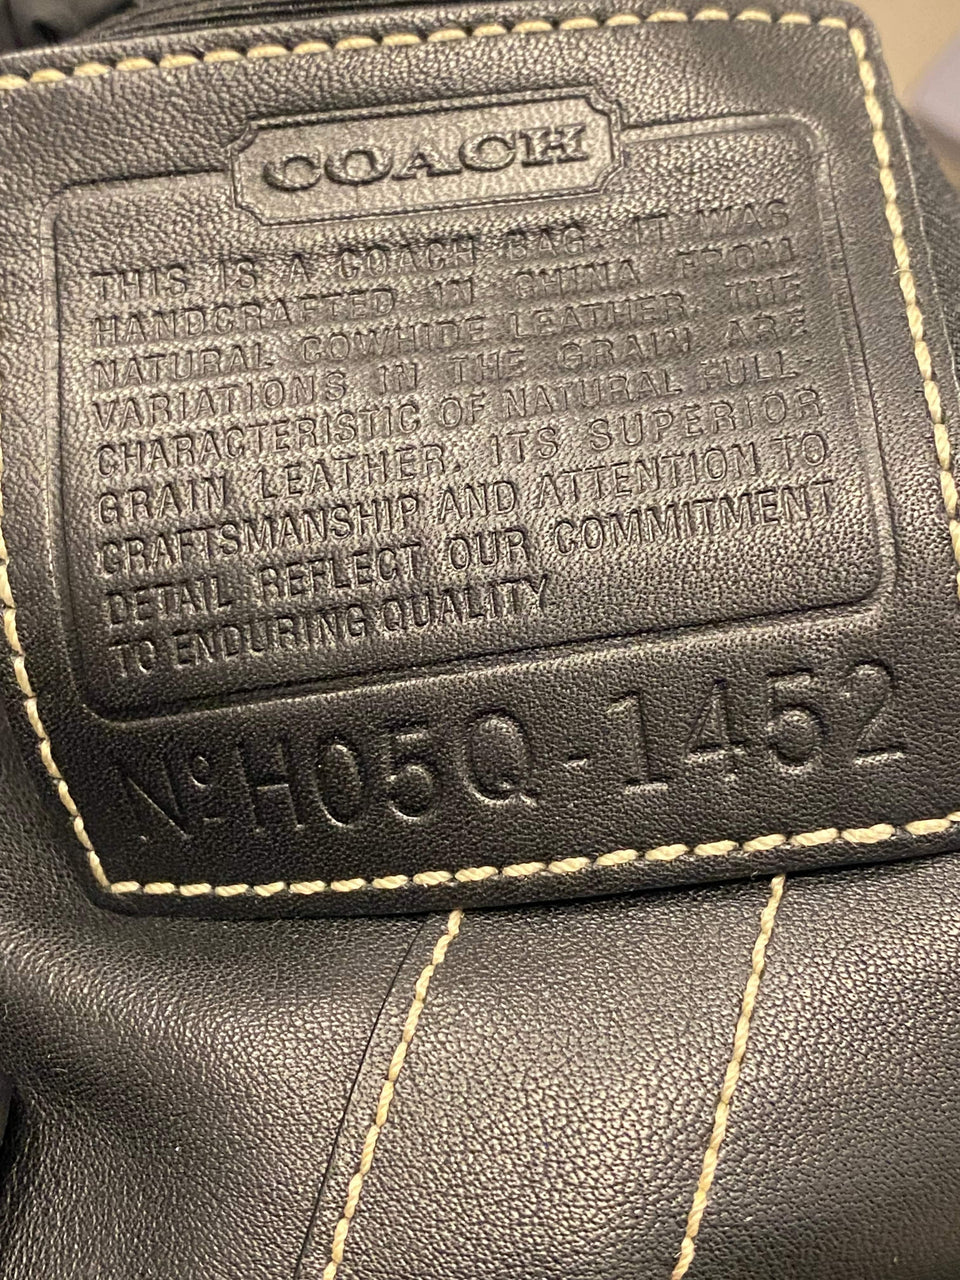 COACH
THIS IS A COACH BAG. IT WAS
HANDCRAFTED IN CHINA FROM
NATURAL COWHIDE LEATHER. THE
VARIATIONS IN THE GRAIN ARE
CHARACTERISTIC OF NATURAL FULL-
GRAIN LEATHER. ITS SUPERIOR
CRAFTSMANSHIP AND ATTENTION TO
DETAIL REFLECT OUR COMMITMENT
TO ENDURING QUALITY.
Nº H05Q-1452